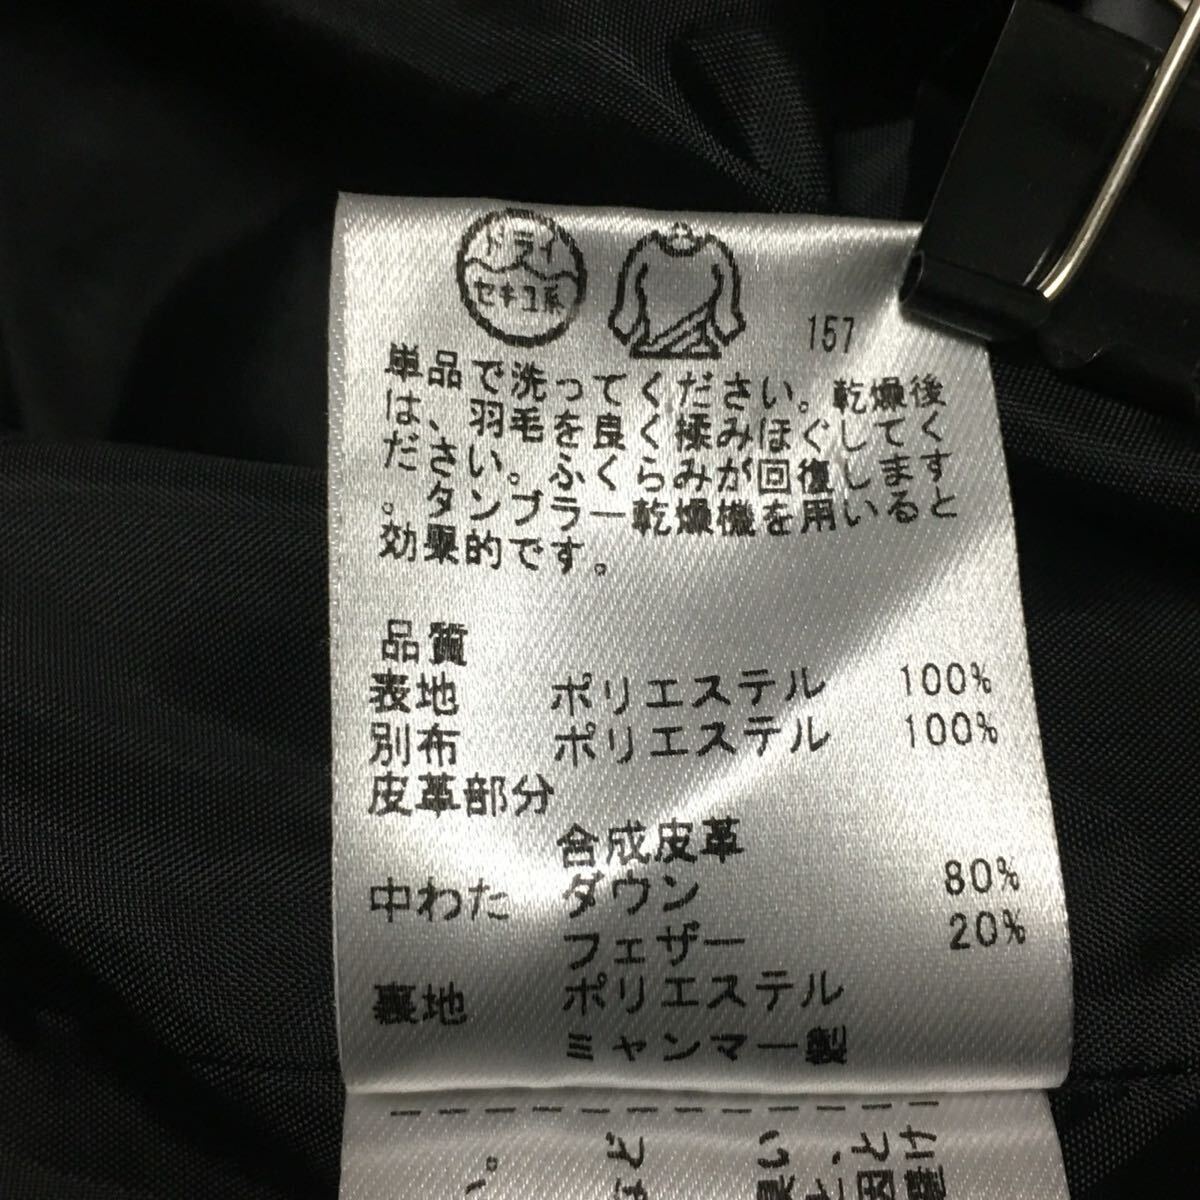 ドライ
セキユ系
157
単品で洗ってください。乾燥後
は、羽毛を良く揉みほぐしてく
ださい。ふくらみが回復します
。タンブラー乾燥機を用いると
効果的です。
品質
表地 ポリエステル 100%
別布 ポリエステル 100%
皮革部分
合成皮革
中わた ダウン 80%
フェザー 20%
裏地 ポリエステル
ミャンマー製